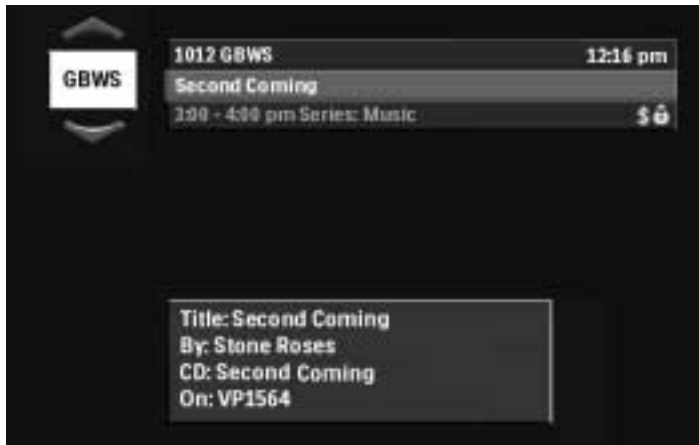 GBWS
1012 GBWS 12:16 pm
Second Coming
3:00 - 4:00 pm Series: Music $
Title: Second Coming
By: Stone Roses
CD: Second Coming
On: VP1564